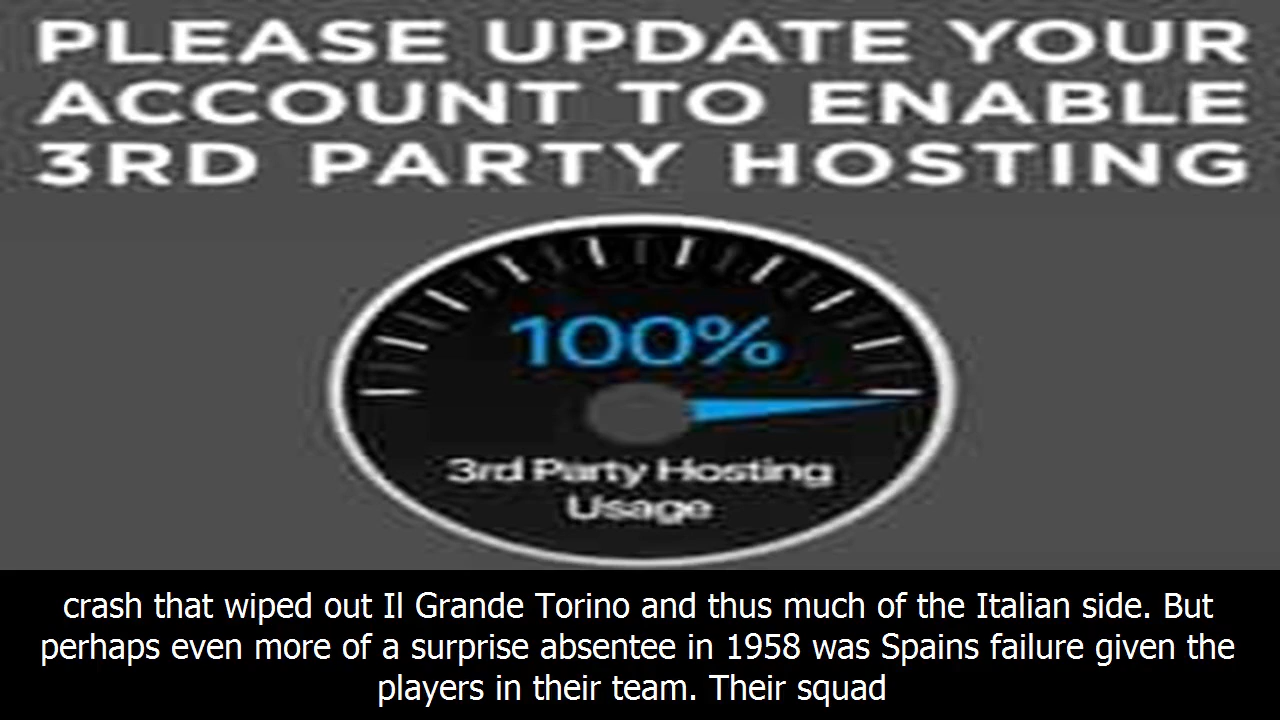 PLEASE UPDATE YOUR
ACCOUNT TO ENABLE
3RD PARTY HOSTING
100%
3rd Party Hosting
Usage
crash that wiped out Il Grande Torino and thus much of the Italian side. But
perhaps even more of a surprise absentee in 1958 was Spains failure given the
players in their team. Their squad